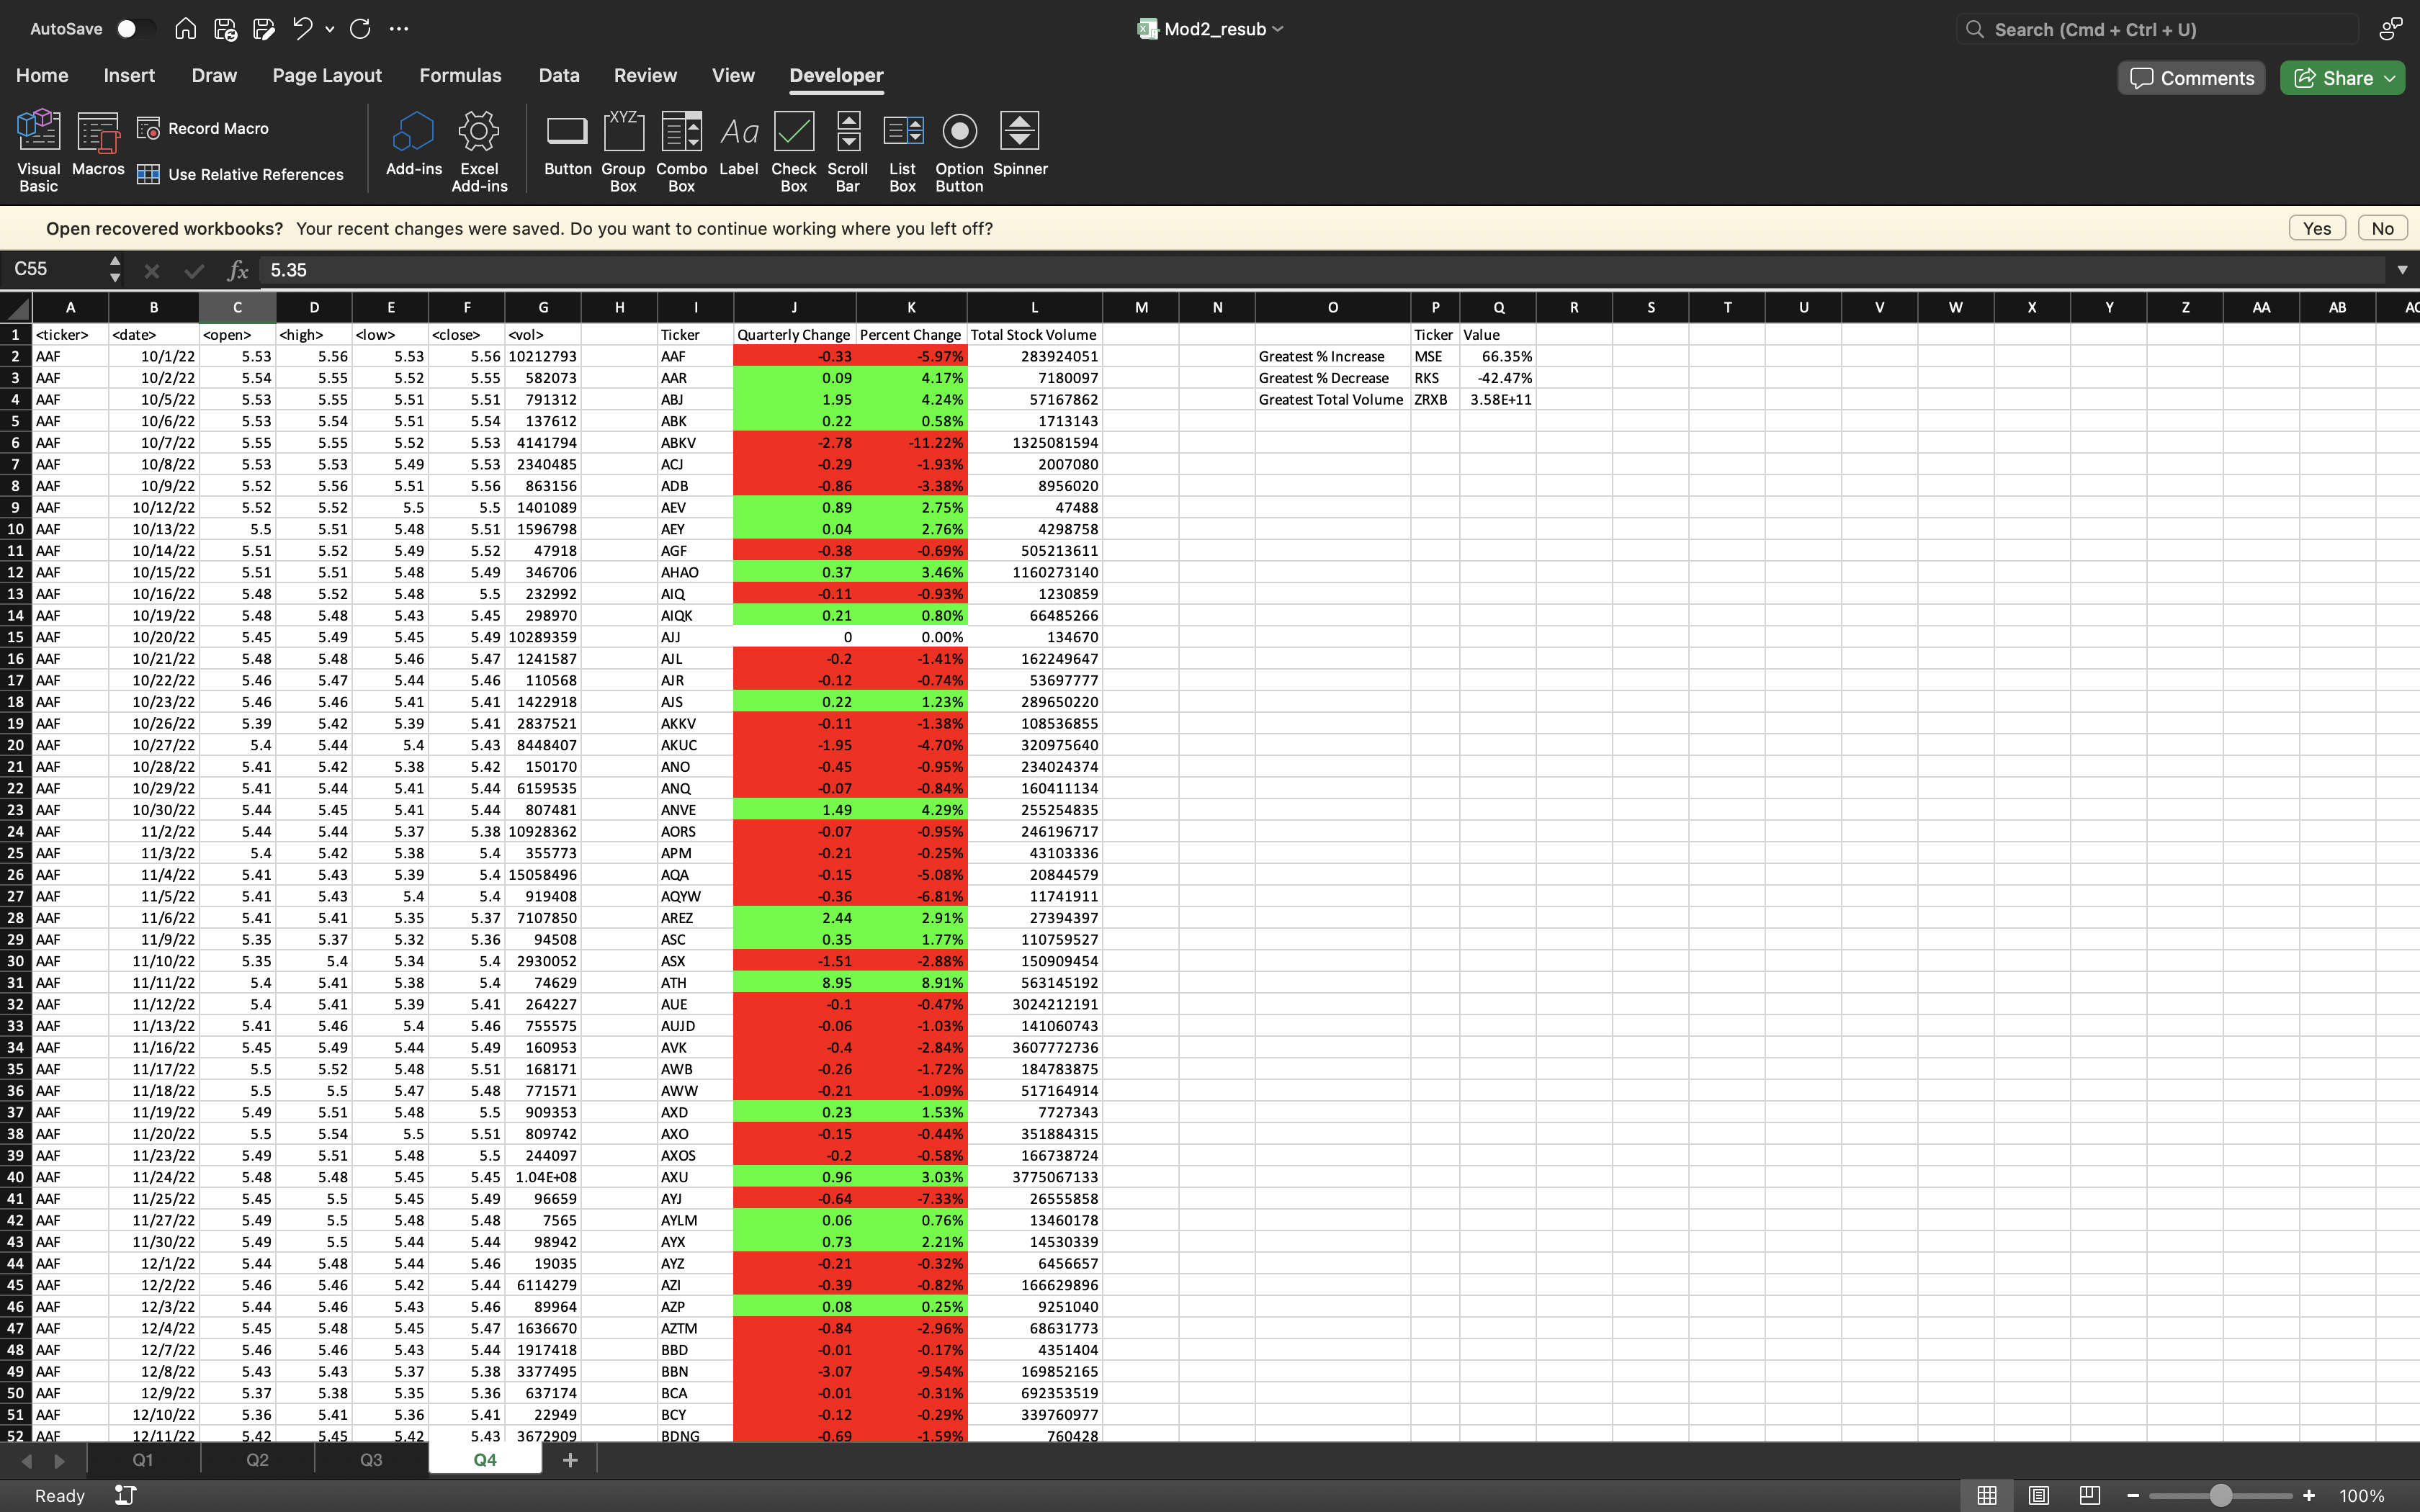 AutoSave Mod2_resub Search (Cmd + Ctrl + U)
Home Insert Draw Page Layout Formulas Data Review View Developer Comments Share
Visual Basic Macros Record Macro Use Relative References Add-ins Excel Add-ins Button Group Box Combo Box Label Check Box Scroll Bar List Box Option Button Spinner
XYZ Aa
Open recovered workbooks? Your recent changes were saved. Do you want to continue working where you left off? Yes No
C55 fx 5.35
A B C D E F G H I J K L M N O P Q R S T U V W X Y Z AA AB AC
1 <ticker> <date> <open> <high> <low> <close> <vol> Ticker Quarterly Change Percent Change Total Stock Volume Ticker Value
2 AAF 10/1/22 5.53 5.56 5.53 5.56 10212793 AAF -0.33 -5.97% 283924051 Greatest % Increase MSE 66.35%
3 AAF 10/2/22 5.54 5.55 5.52 5.55 582073 AAR 0.09 4.17% 7180097 Greatest % Decrease RKS -42.47%
4 AAF 10/5/22 5.53 5.55 5.51 5.51 791312 ABJ 1.95 4.24% 57167862 Greatest Total Volume ZRXB 3.58E+11
5 AAF 10/6/22 5.53 5.54 5.51 5.54 137612 ABK 0.22 0.58% 1713143
6 AAF 10/7/22 5.55 5.55 5.52 5.53 4141794 ABKV -2.78 -11.22% 1325081594
7 AAF 10/8/22 5.53 5.53 5.49 5.53 2340485 ACJ -0.29 -1.93% 2007080
8 AAF 10/9/22 5.52 5.56 5.51 5.56 863156 ADB -0.86 -3.38% 8956020
9 AAF 10/12/22 5.52 5.52 5.5 5.5 1401089 AEV 0.89 2.75% 47488
10 AAF 10/13/22 5.5 5.51 5.48 5.51 1596798 AEY 0.04 2.76% 4298758
11 AAF 10/14/22 5.51 5.52 5.49 5.52 47918 AGF -0.38 -0.69% 505213611
12 AAF 10/15/22 5.51 5.51 5.48 5.49 346706 AHAO 0.37 3.46% 1160273140
13 AAF 10/16/22 5.48 5.52 5.48 5.5 232992 AIQ -0.11 -0.93% 1230859
14 AAF 10/19/22 5.48 5.48 5.43 5.45 298970 AIQK 0.21 0.80% 66485266
15 AAF 10/20/22 5.45 5.49 5.45 5.49 10289359 AJJ 0 0.00% 134670
16 AAF 10/21/22 5.48 5.48 5.46 5.47 1241587 AJL -0.2 -1.41% 162249647
17 AAF 10/22/22 5.46 5.47 5.44 5.46 110568 AJR -0.12 -0.74% 53697777
18 AAF 10/23/22 5.46 5.46 5.41 5.41 1422918 AJS 0.22 1.23% 289650220
19 AAF 10/26/22 5.39 5.42 5.39 5.41 2837521 AKKV -0.11 -1.38% 108536855
20 AAF 10/27/22 5.4 5.44 5.4 5.43 8448407 AKUC -1.95 -4.70% 320975640
21 AAF 10/28/22 5.41 5.42 5.38 5.42 150170 ANO -0.45 -0.95% 234024374
22 AAF 10/29/22 5.41 5.44 5.41 5.44 6159535 ANQ -0.07 -0.84% 160411134
23 AAF 10/30/22 5.44 5.45 5.41 5.44 807481 ANVE 1.49 4.29% 255254835
24 AAF 11/2/22 5.44 5.44 5.37 5.38 10928362 AORS -0.07 -0.95% 246196717
25 AAF 11/3/22 5.4 5.42 5.38 5.4 355773 APM -0.21 -0.25% 43103336
26 AAF 11/4/22 5.41 5.43 5.39 5.4 15058496 AQA -0.15 -5.08% 20844579
27 AAF 11/5/22 5.41 5.43 5.4 5.4 919408 AQYW -0.36 -6.81% 11741911
28 AAF 11/6/22 5.41 5.41 5.35 5.37 7107850 AREZ 2.44 2.91% 27394397
29 AAF 11/9/22 5.35 5.37 5.32 5.36 94508 ASC 0.35 1.77% 110759527
30 AAF 11/10/22 5.35 5.4 5.34 5.4 2930052 ASX -1.51 -2.88% 150909454
31 AAF 11/11/22 5.4 5.41 5.38 5.4 74629 ATH 8.95 8.91% 563145192
32 AAF 11/12/22 5.4 5.41 5.39 5.41 264227 AUE -0.1 -0.47% 3024212191
33 AAF 11/13/22 5.41 5.46 5.4 5.46 755575 AUJD -0.06 -1.03% 141060743
34 AAF 11/16/22 5.45 5.49 5.44 5.49 160953 AVK -0.4 -2.84% 3607772736
35 AAF 11/17/22 5.5 5.52 5.48 5.51 168171 AWB -0.26 -1.72% 184783875
36 AAF 11/18/22 5.5 5.5 5.47 5.48 771571 AWW -0.21 -1.09% 517164914
37 AAF 11/19/22 5.49 5.51 5.48 5.5 909353 AXD 0.23 1.53% 7727343
38 AAF 11/20/22 5.5 5.54 5.5 5.51 809742 AXO -0.15 -0.44% 351884315
39 AAF 11/23/22 5.49 5.51 5.48 5.5 244097 AXOS -0.2 -0.58% 166738724
40 AAF 11/24/22 5.48 5.48 5.45 5.45 1.04E+08 AXU 0.96 3.03% 3775067133
41 AAF 11/25/22 5.45 5.5 5.45 5.49 96659 AYJ -0.64 -7.33% 26555858
42 AAF 11/27/22 5.49 5.5 5.48 5.48 7565 AYLM 0.06 0.76% 13460178
43 AAF 11/30/22 5.49 5.5 5.44 5.44 98942 AYX 0.73 2.21% 14530339
44 AAF 12/1/22 5.44 5.48 5.44 5.46 19035 AYZ -0.21 -0.32% 6456657
45 AAF 12/2/22 5.46 5.46 5.42 5.44 6114279 AZI -0.39 -0.82% 166629896
46 AAF 12/3/22 5.44 5.46 5.43 5.46 89964 AZP 0.08 0.25% 9251040
47 AAF 12/4/22 5.45 5.48 5.45 5.47 1636670 AZTM -0.84 -2.96% 68631773
48 AAF 12/7/22 5.46 5.46 5.43 5.44 1917418 BBD -0.01 -0.17% 4351404
49 AAF 12/8/22 5.43 5.43 5.37 5.38 3377495 BBN -3.07 -9.54% 169852165
50 AAF 12/9/22 5.37 5.38 5.35 5.36 637174 BCA -0.01 -0.31% 692353519
51 AAF 12/10/22 5.36 5.41 5.36 5.41 22949 BCY -0.12 -0.29% 339760977
52 AAF 12/11/22 5.42 5.45 5.42 5.43 3672909 BDNG -0.69 -1.59% 760428
Q1 Q2 Q3 Q4
Ready 100%